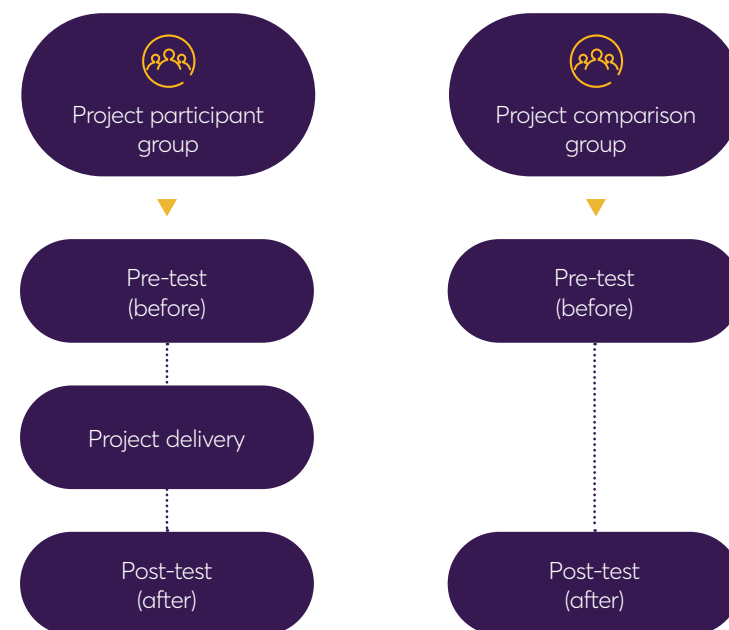 Project participant
group
Pre-test
(before)
Project delivery
Post-test
(after)
Project comparison
group
Pre-test
(before)
Post-test
(after)